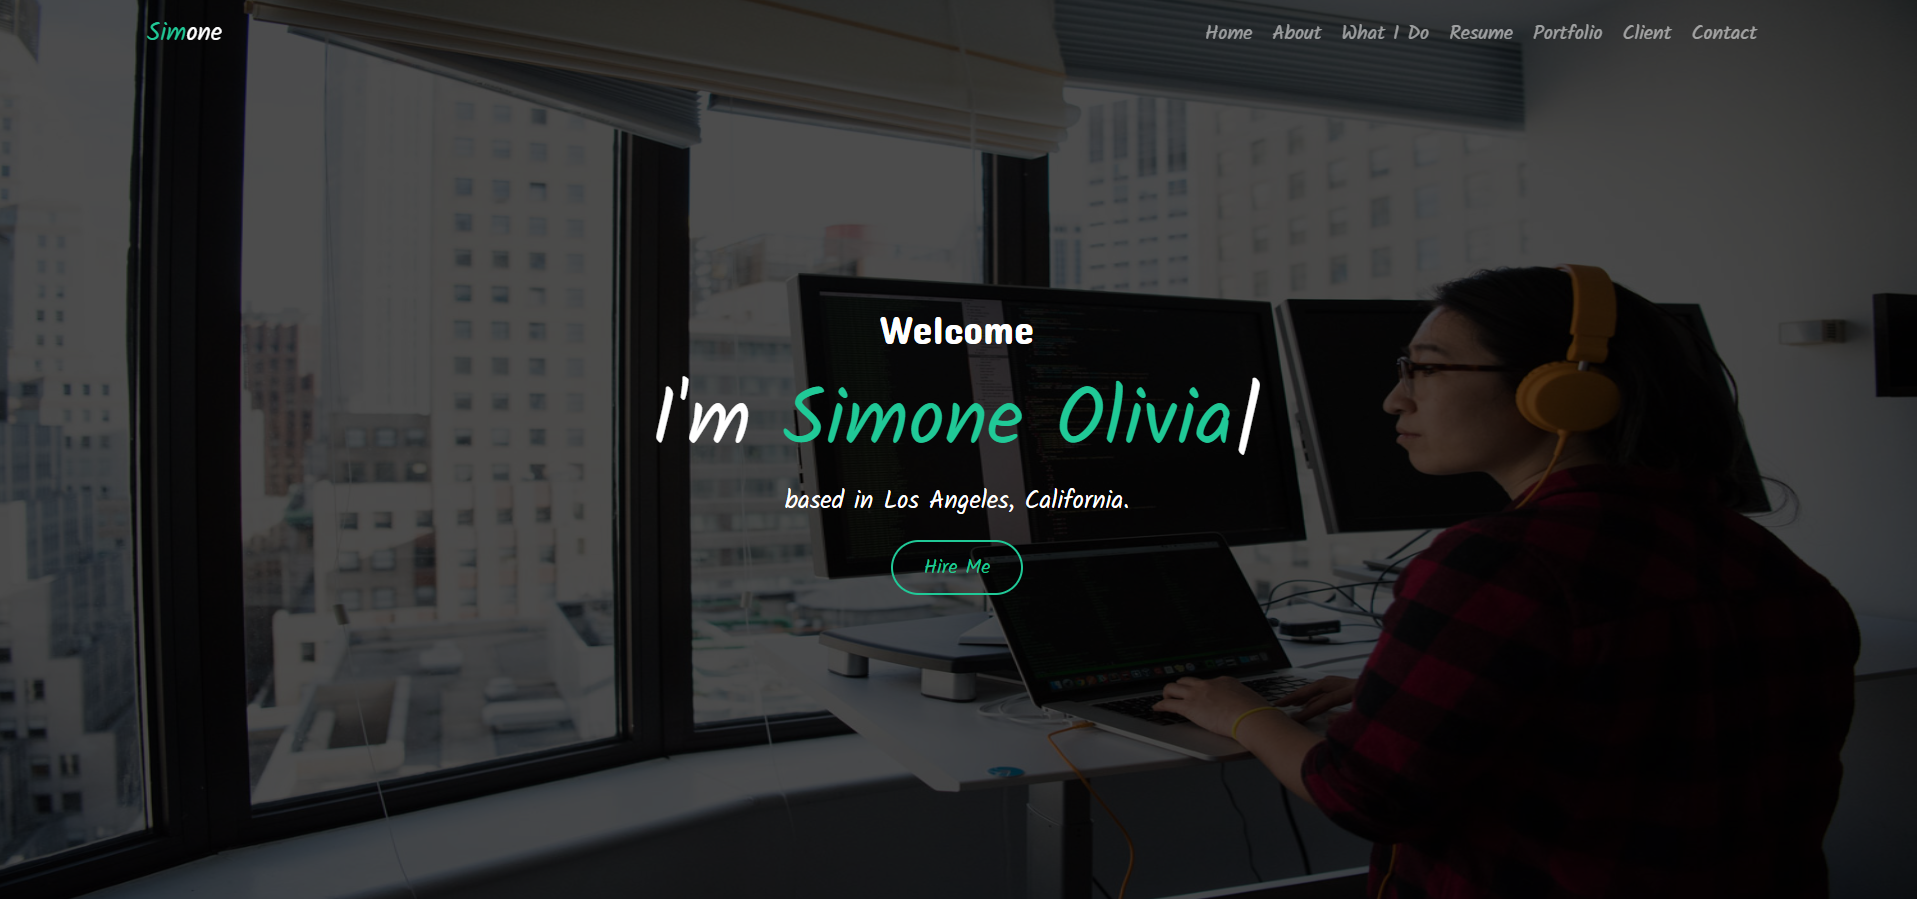 Simone
Home About What I Do Resume Portfolio Client Contact
Welcome
I'm Simone Olivia|
based in Los Angeles, California.
Hire Me